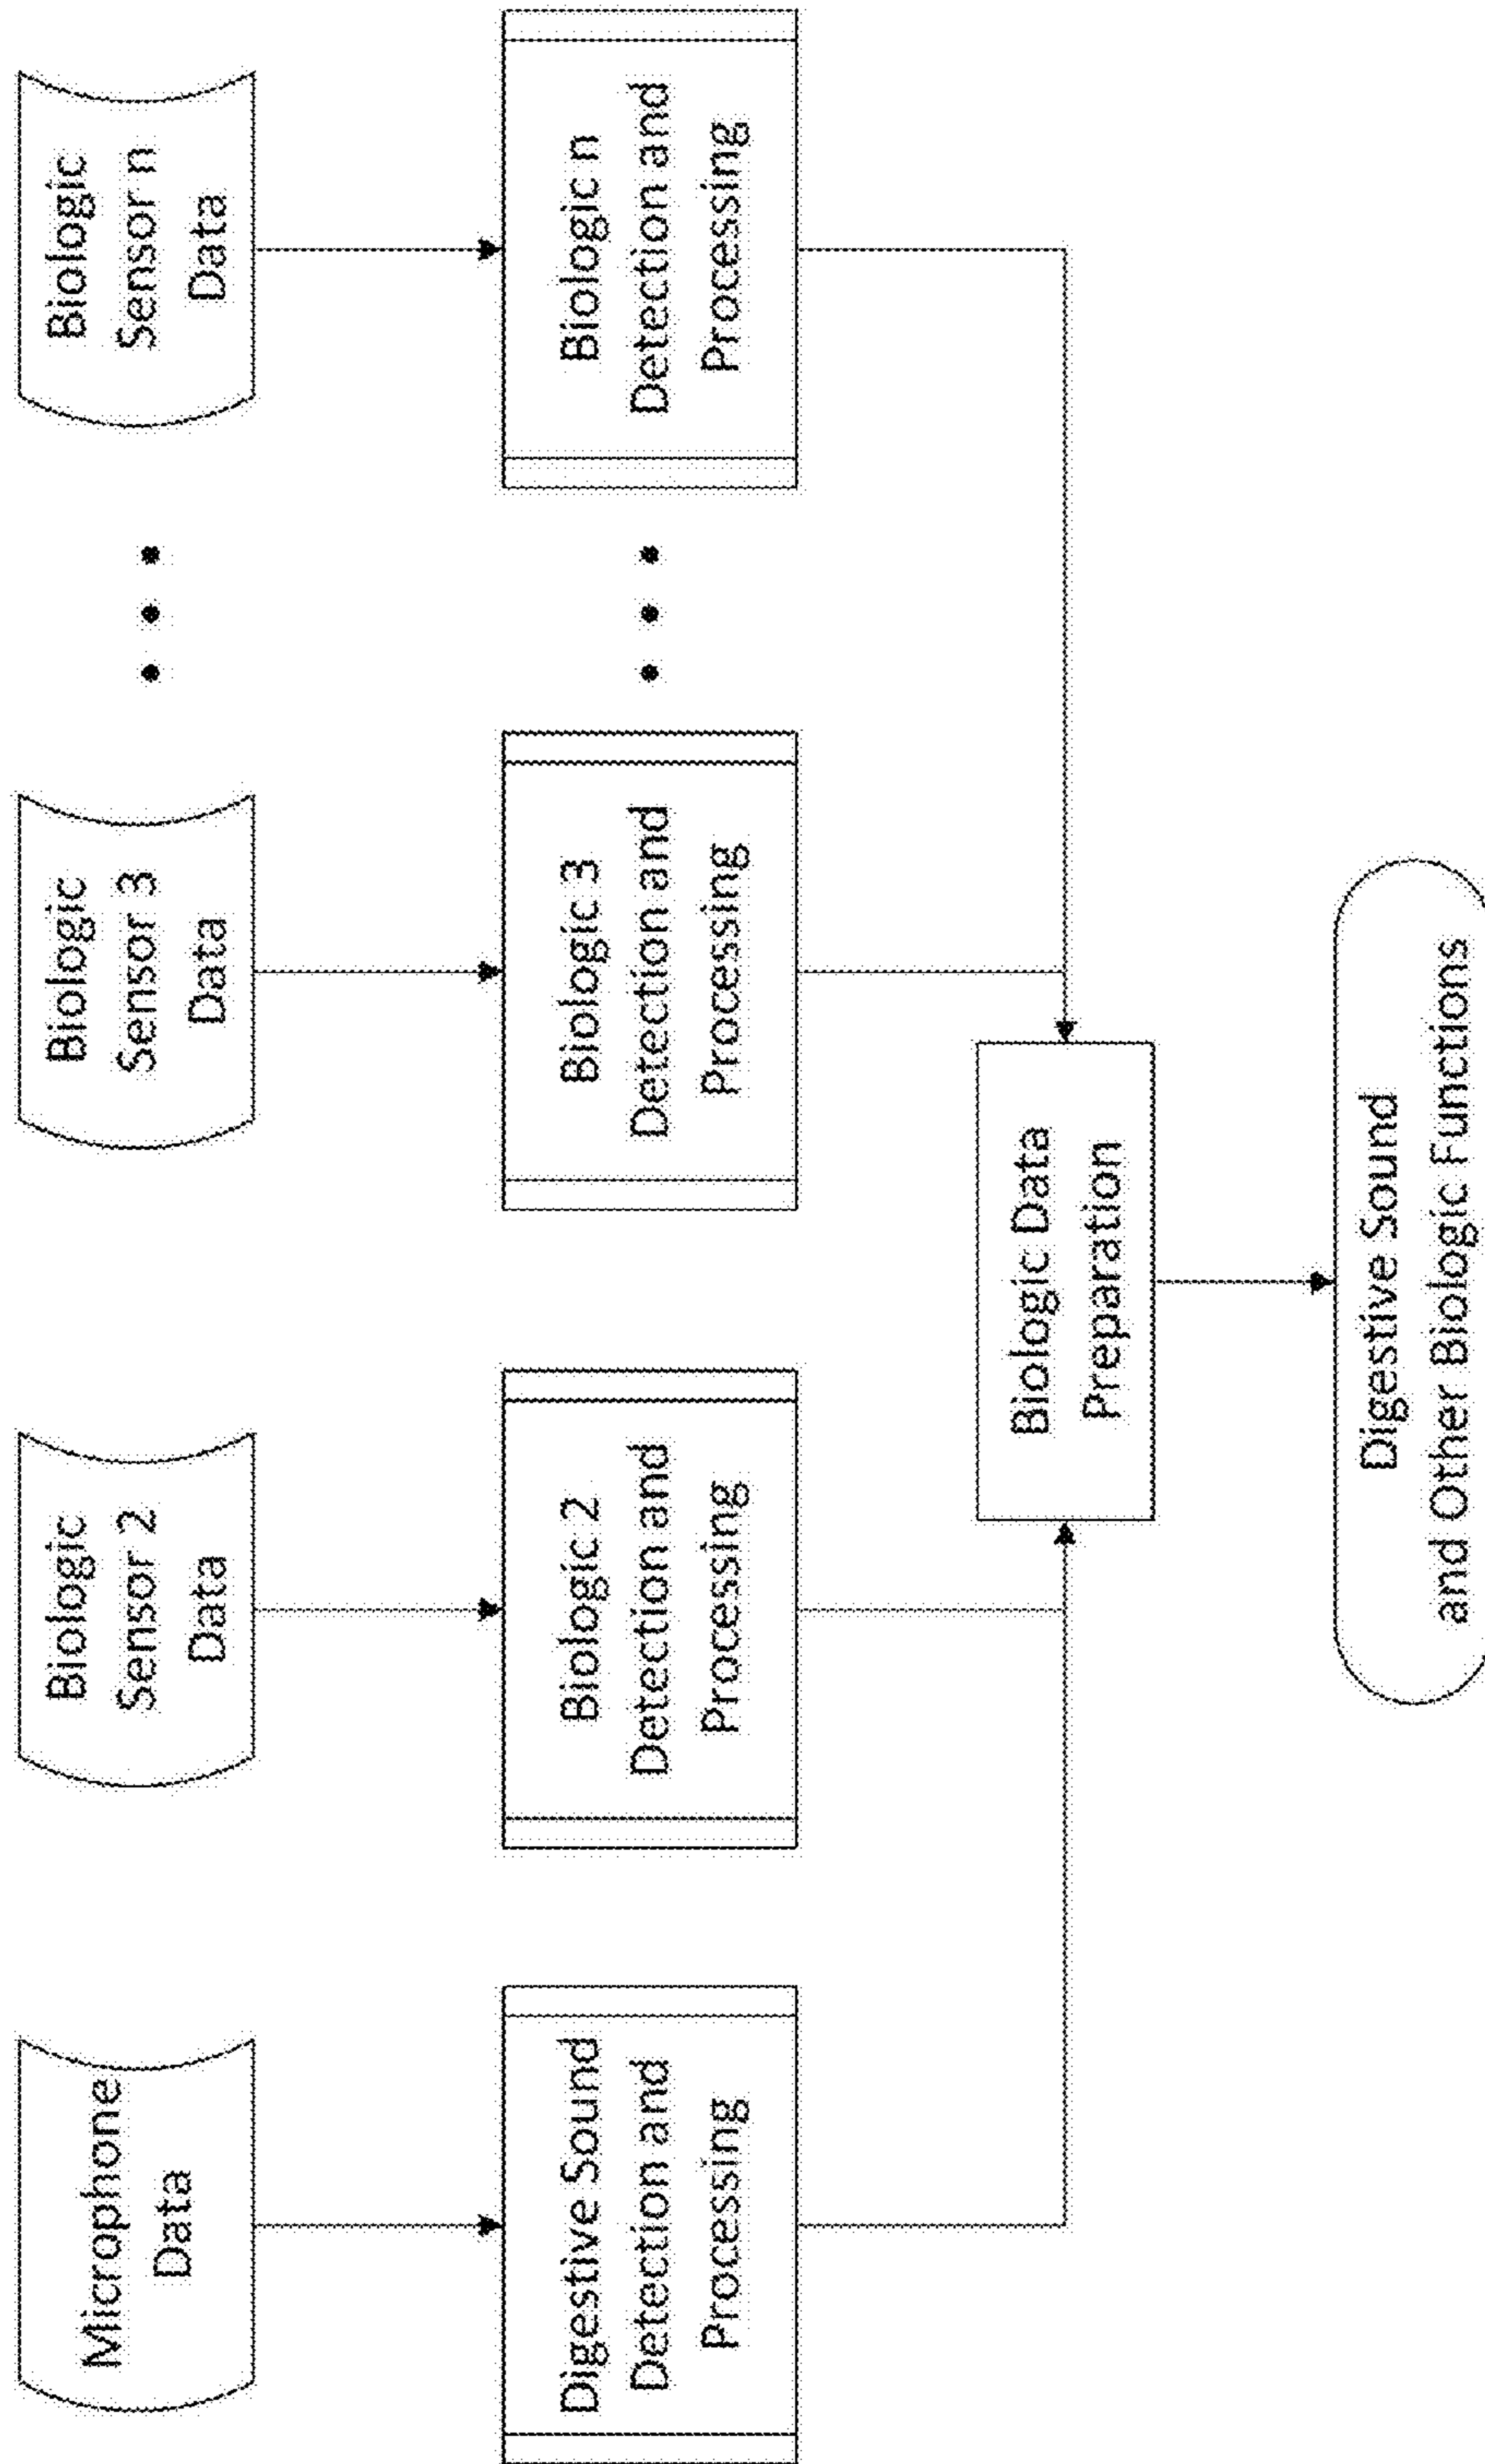 Microphone
Data
Biologic
Sensor 2
Data
Biologic
Sensor 3
Data
Biologic
Sensor n
Data
Digestive Sound
Detection and
Processing
Biologic 2
Detection and
Processing
Biologic 3
Detection and
Processing
Biologic n
Detection and
Processing
Biologic Data
Preparation
Digestive Sound
and Other Biologic Functions